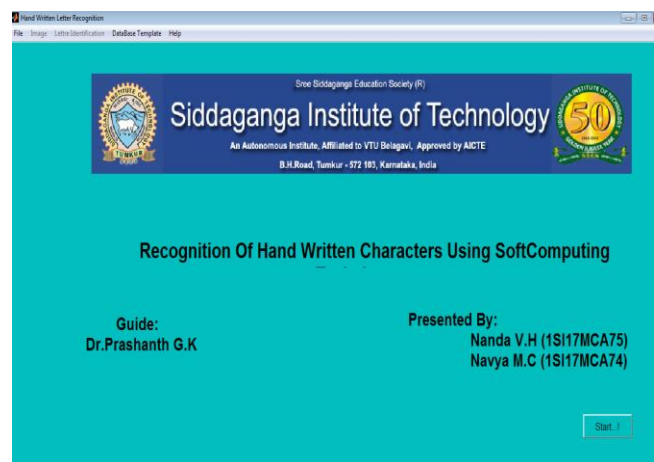 Hand Written Letter Recognition
File Image Lettre Identification DataBase Template Help
Sree Siddaganga Education Society (R)
Siddaganga Institute of Technology
An Autonomous Institute, Affiliated to VTU Belagavi, Approved by AICTE
B.H.Road, Tumkur - 572 103, Karnataka, India
TUMKUR
50
Recognition Of Hand Written Characters Using SoftComputing
Guide:
Dr.Prashanth G.K
Presented By:
Nanda V.H (1SI17MCA75)
Navya M.C (1SI17MCA74)
Start..!